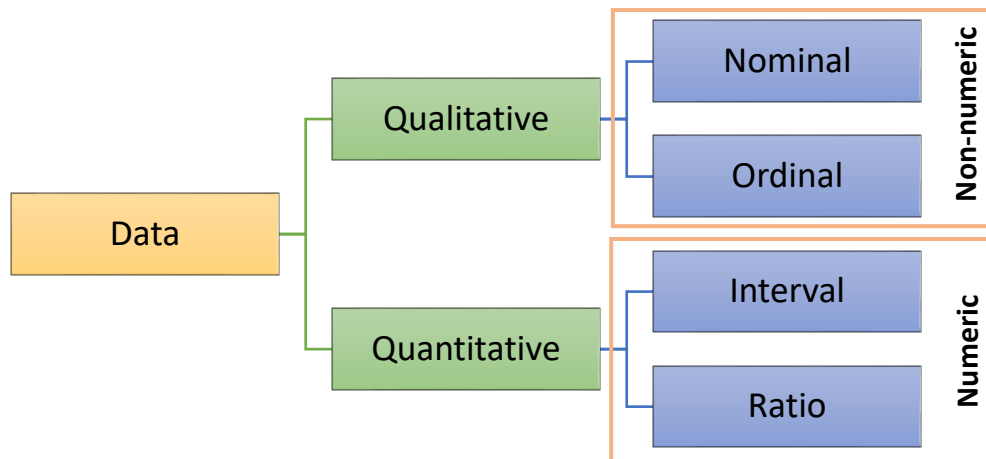 Data
Qualitative
Quantitative
Nominal
Ordinal
Non-numeric
Interval
Ratio
Numeric